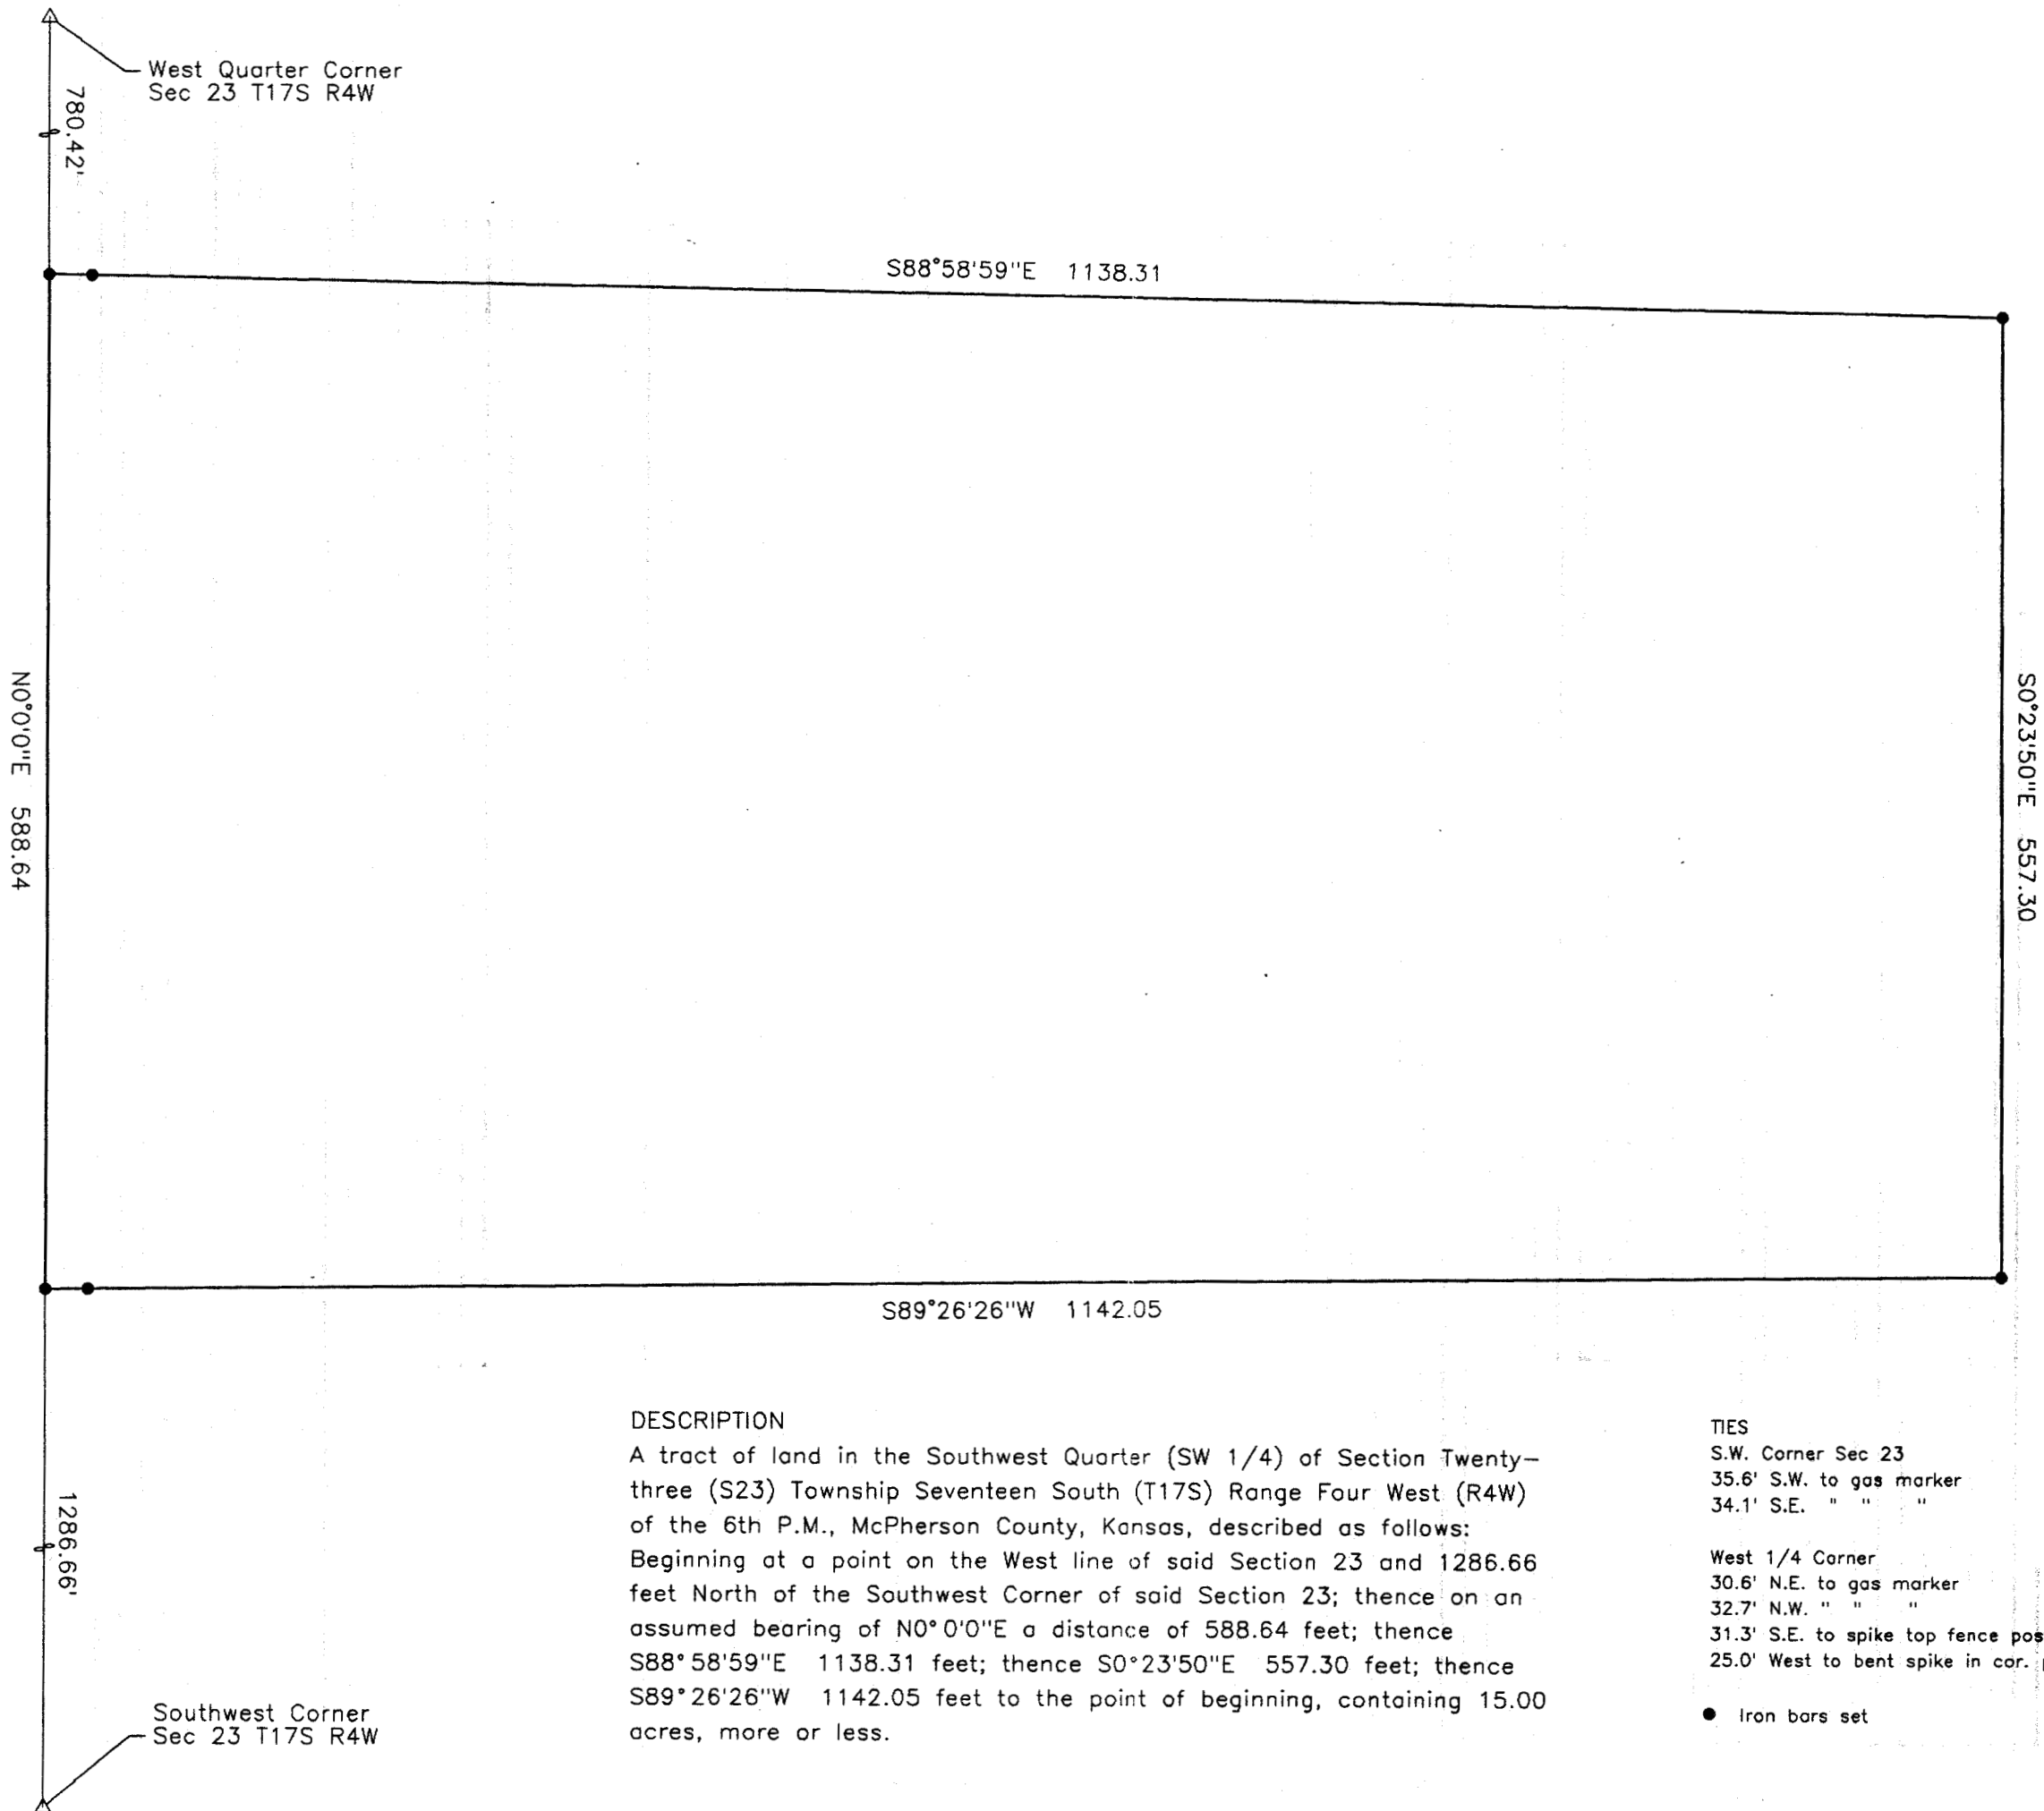 West Quarter Corner
Sec 23 T17S R4W
780.42'
S88°58'59"E 1138.31
N0°0'0"E 588.64
S0°23'50"E 557.30
S89°26'26"W 1142.05
1286.66'
Southwest Corner
Sec 23 T17S R4W
DESCRIPTION
A tract of land in the Southwest Quarter (SW 1/4) of Section Twenty-
three (S23) Township Seventeen South (T17S) Range Four West (R4W)
of the 6th P.M., McPherson County, Kansas, described as follows:
Beginning at a point on the West line of said Section 23 and 1286.66
feet North of the Southwest Corner of said Section 23; thence on an
assumed bearing of N0°0'0"E a distance of 588.64 feet; thence
S88°58'59"E 1138.31 feet; thence S0°23'50"E 557.30 feet; thence
S89°26'26"W 1142.05 feet to the point of beginning, containing 15.00
acres, more or less.
TIES
S.W. Corner Sec 23
35.6' S.W. to gas marker
34.1' S.E. " " "
West 1/4 Corner
30.6' N.E. to gas marker
32.7' N.W. " " "
31.3' S.E. to spike top fence pos
25.0' West to bent spike in cor.
Iron bars set